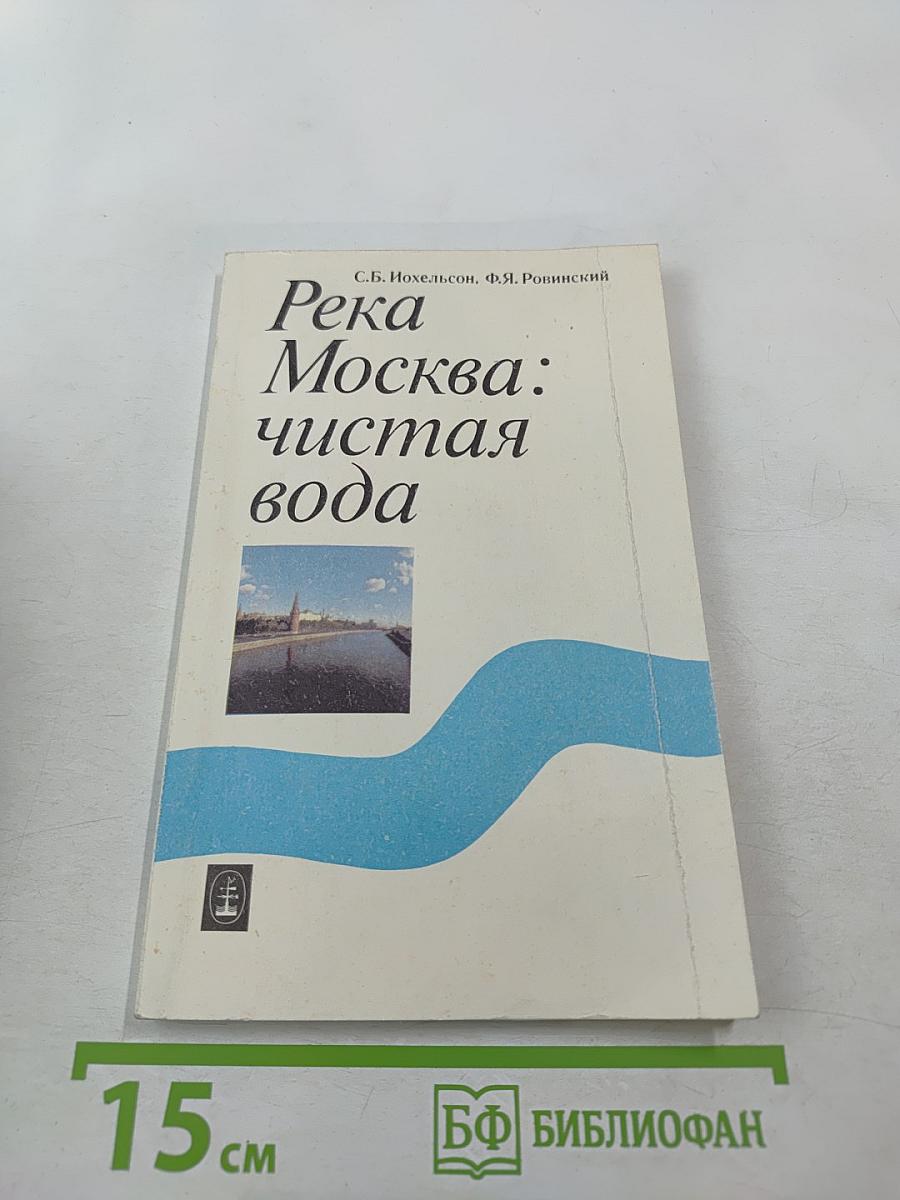 С.Б. Иохельсон, Ф.Я. Ровинский
Река
Москва:
чистая
вода
15 см
БФ БИБЛИОФАН